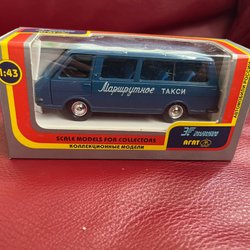 1:43
Маршрутное ТАКСИ
SCALE MODELS FOR COLLECTORS
КОЛЛЕКЦИОННЫЕ МОДЕЛИ
АГАТ